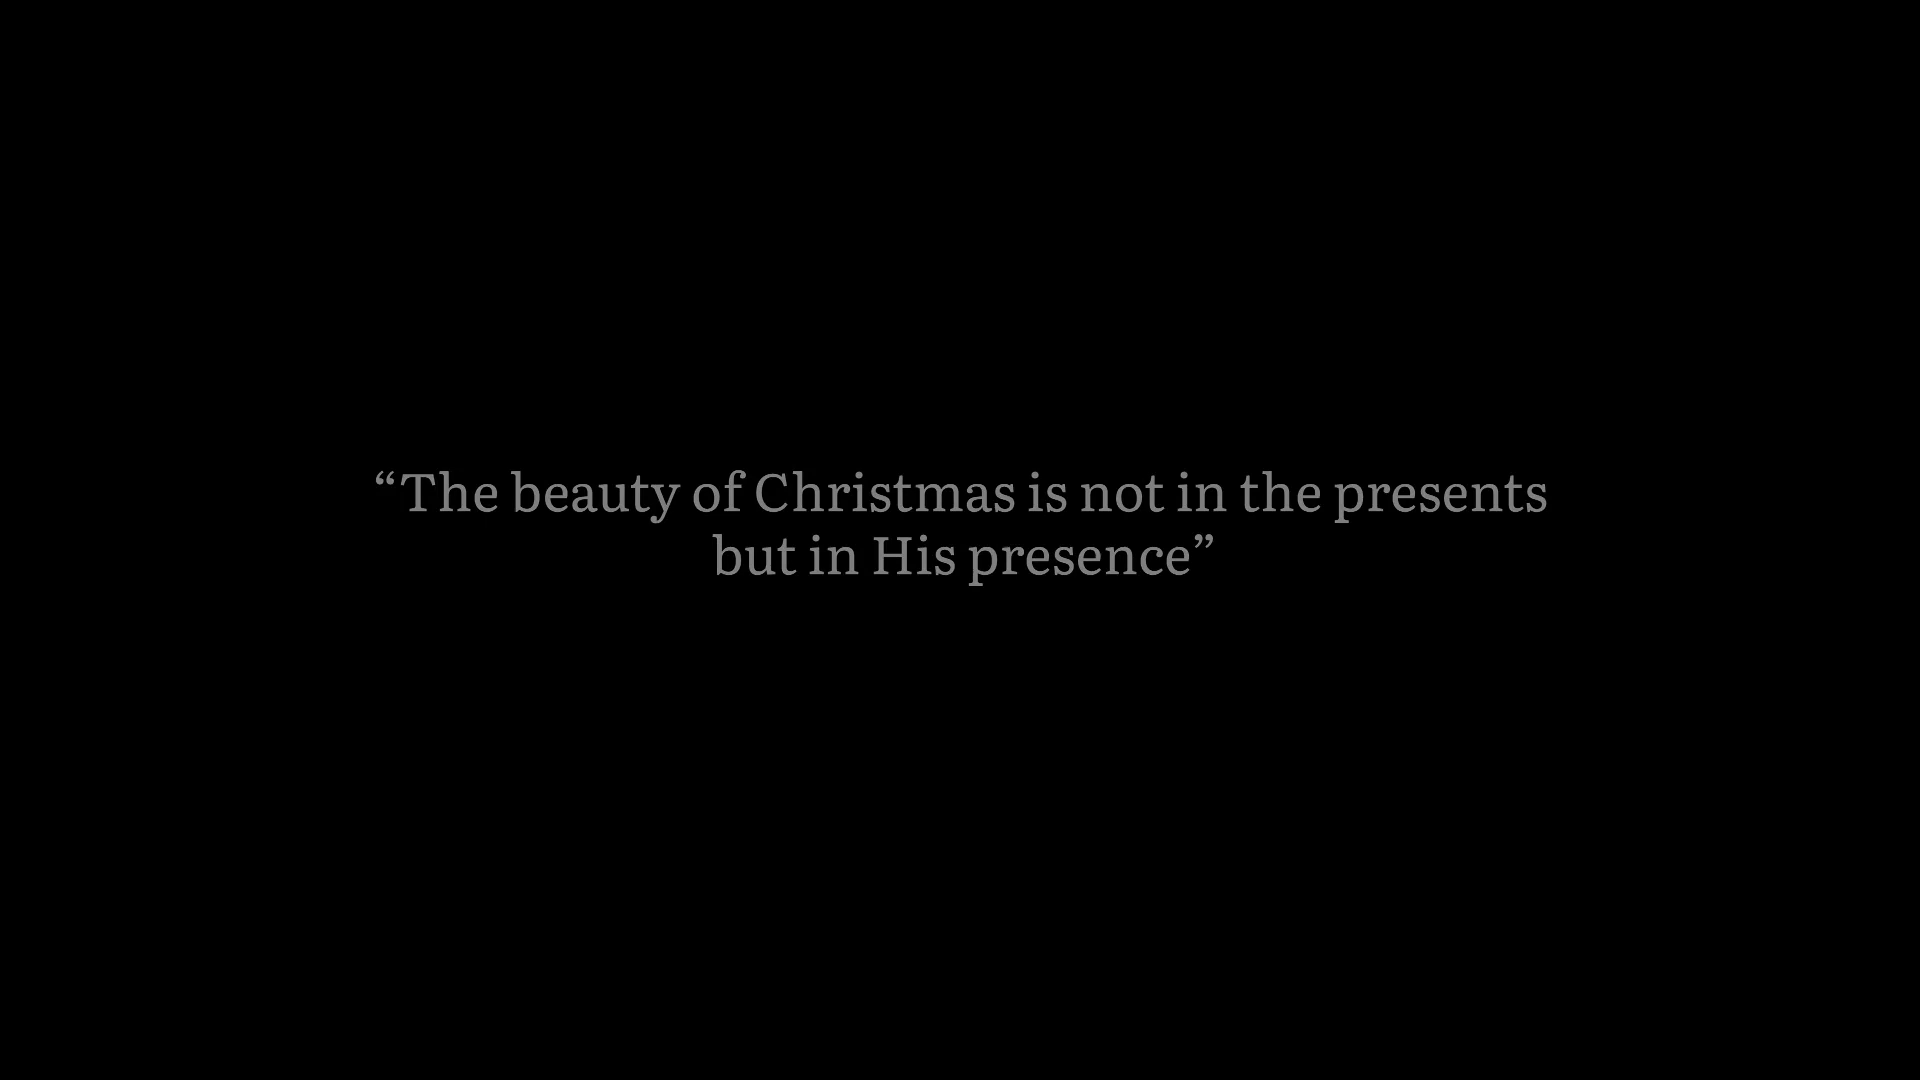 “The beauty of Christmas is not in the presents
but in His presence”